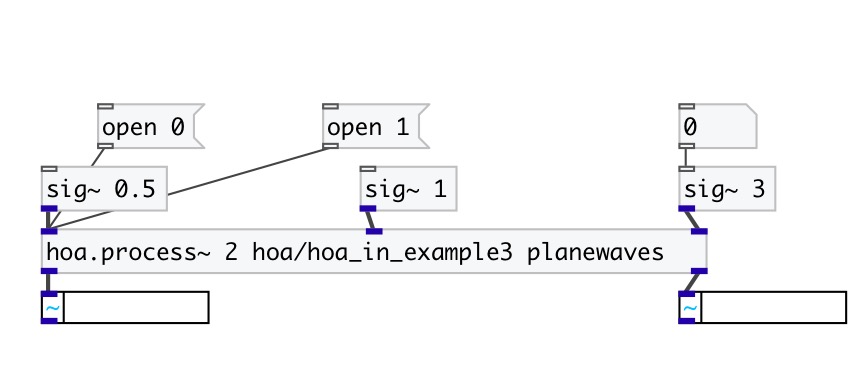 open 0
open 1
0
sig~ 0.5
sig~ 1
sig~ 3
hoa.process~ 2 hoa/hoa_in_example3 planewaves
~
~